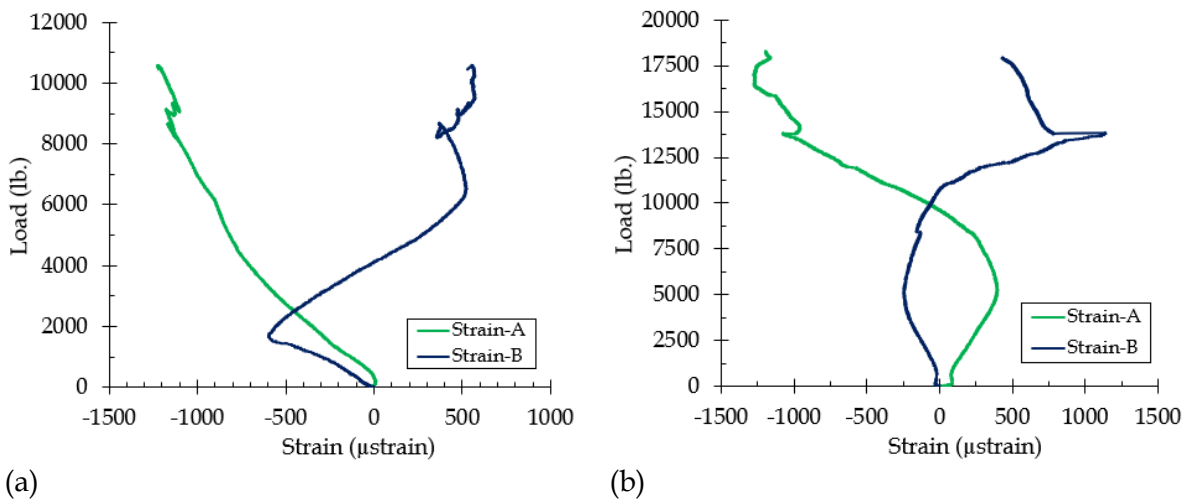 12000
10000
8000
6000
4000
2000
0
Load (lb.)
Strain-A
Strain-B
-1500 -1000 -500 0 500 1000
Strain (µstrain)
(a)
20000
17500
15000
12500
10000
7500
5000
2500
0
Load (lb.)
Strain-A
Strain-B
-1500 -1000 -500 0 500 1000 1500
Strain (µstrain)
(b)